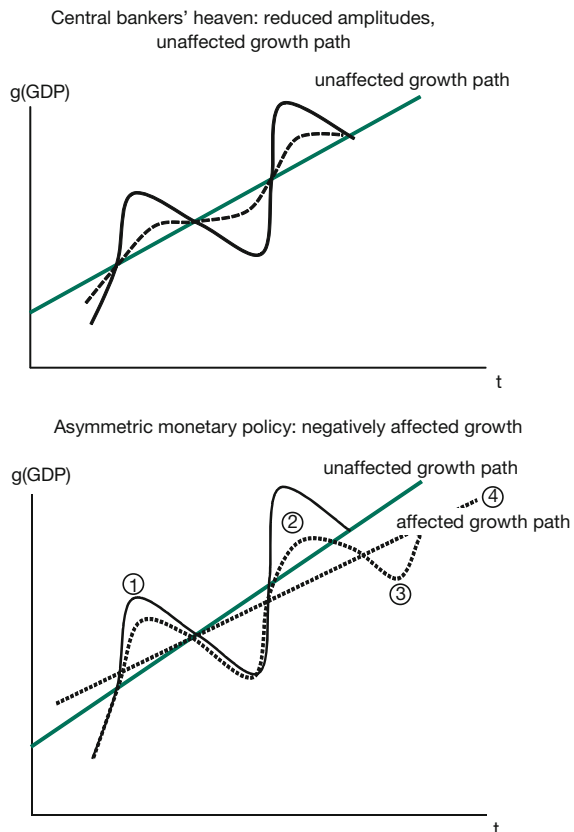 Central bankers’ heaven: reduced amplitudes,
unaffected growth path
unaffected growth path
g(GDP)
t
Asymmetric monetary policy: negatively affected growth
unaffected growth path
g(GDP)
④
②
affected growth path
①
③
t